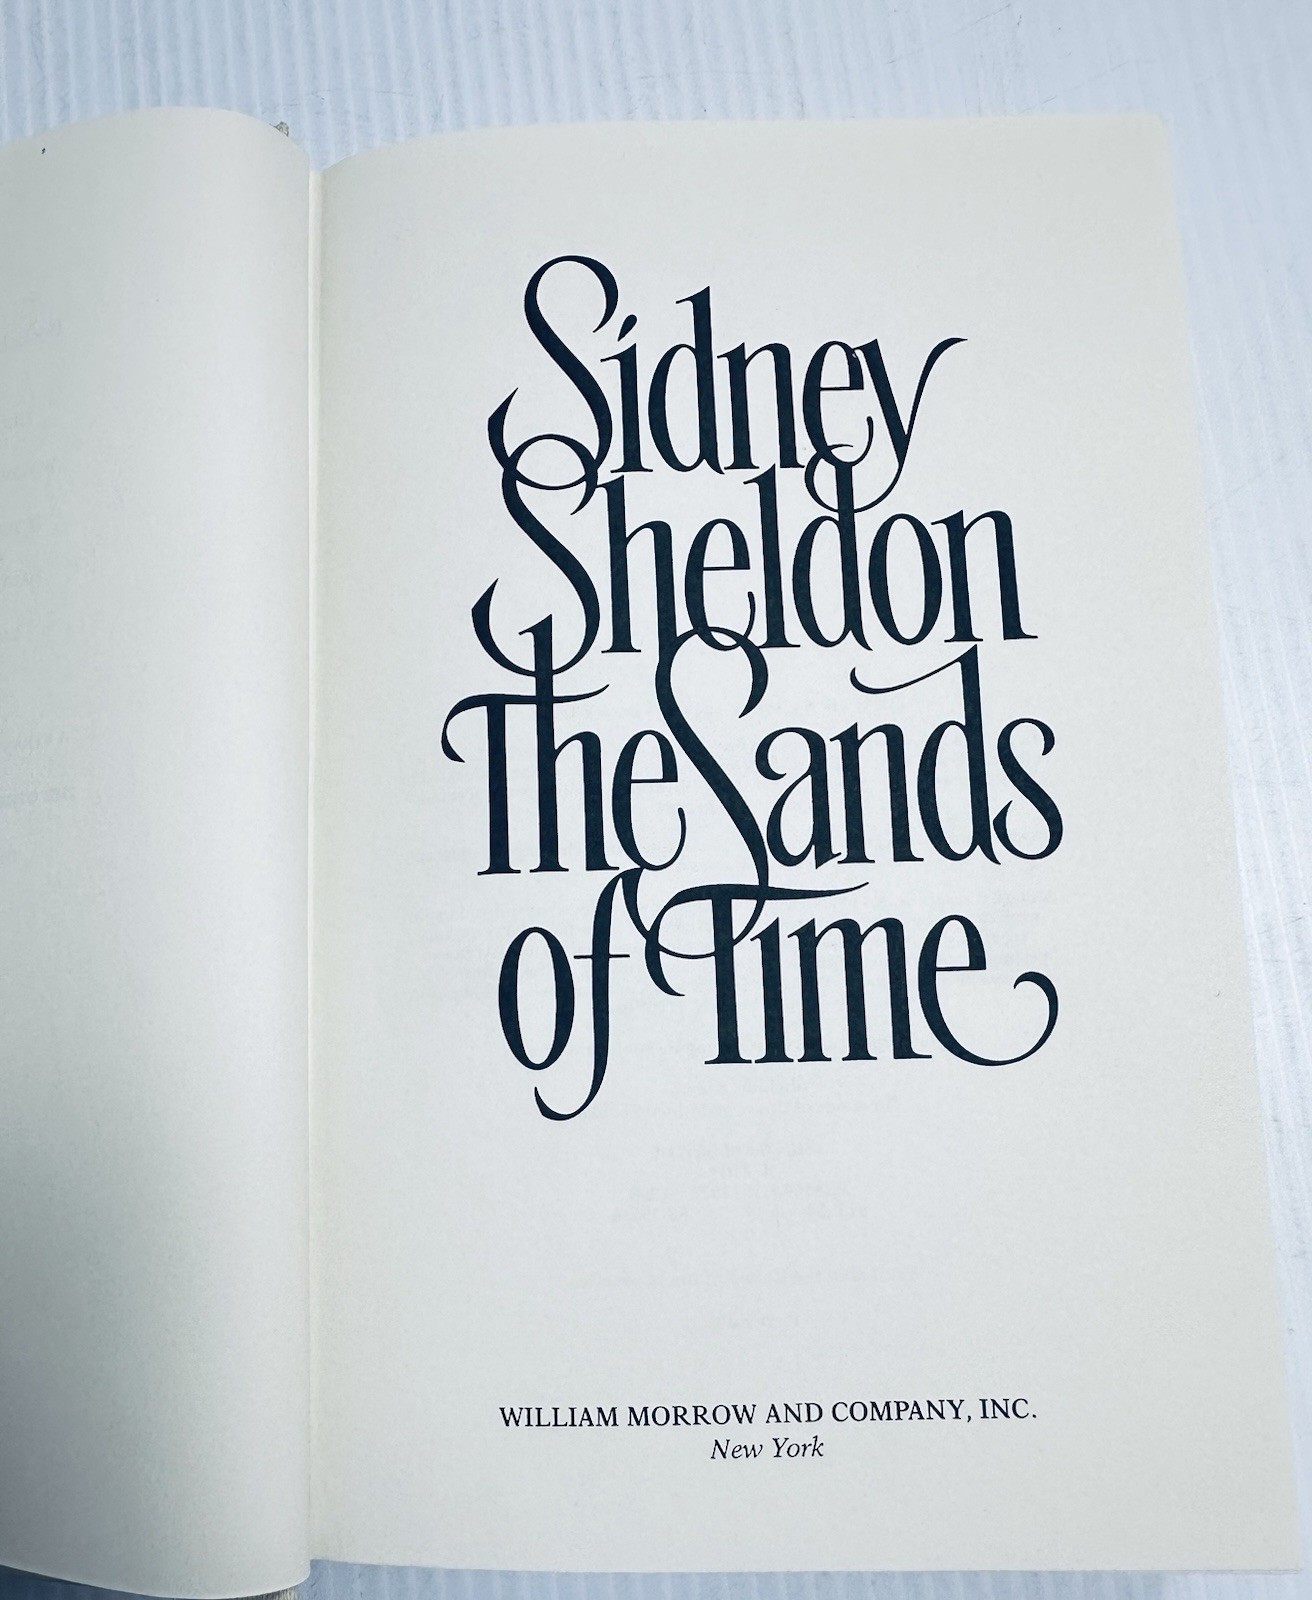 Sidney
Sheldon
The Sands
of Time
WILLIAM MORROW AND COMPANY, INC.
New York